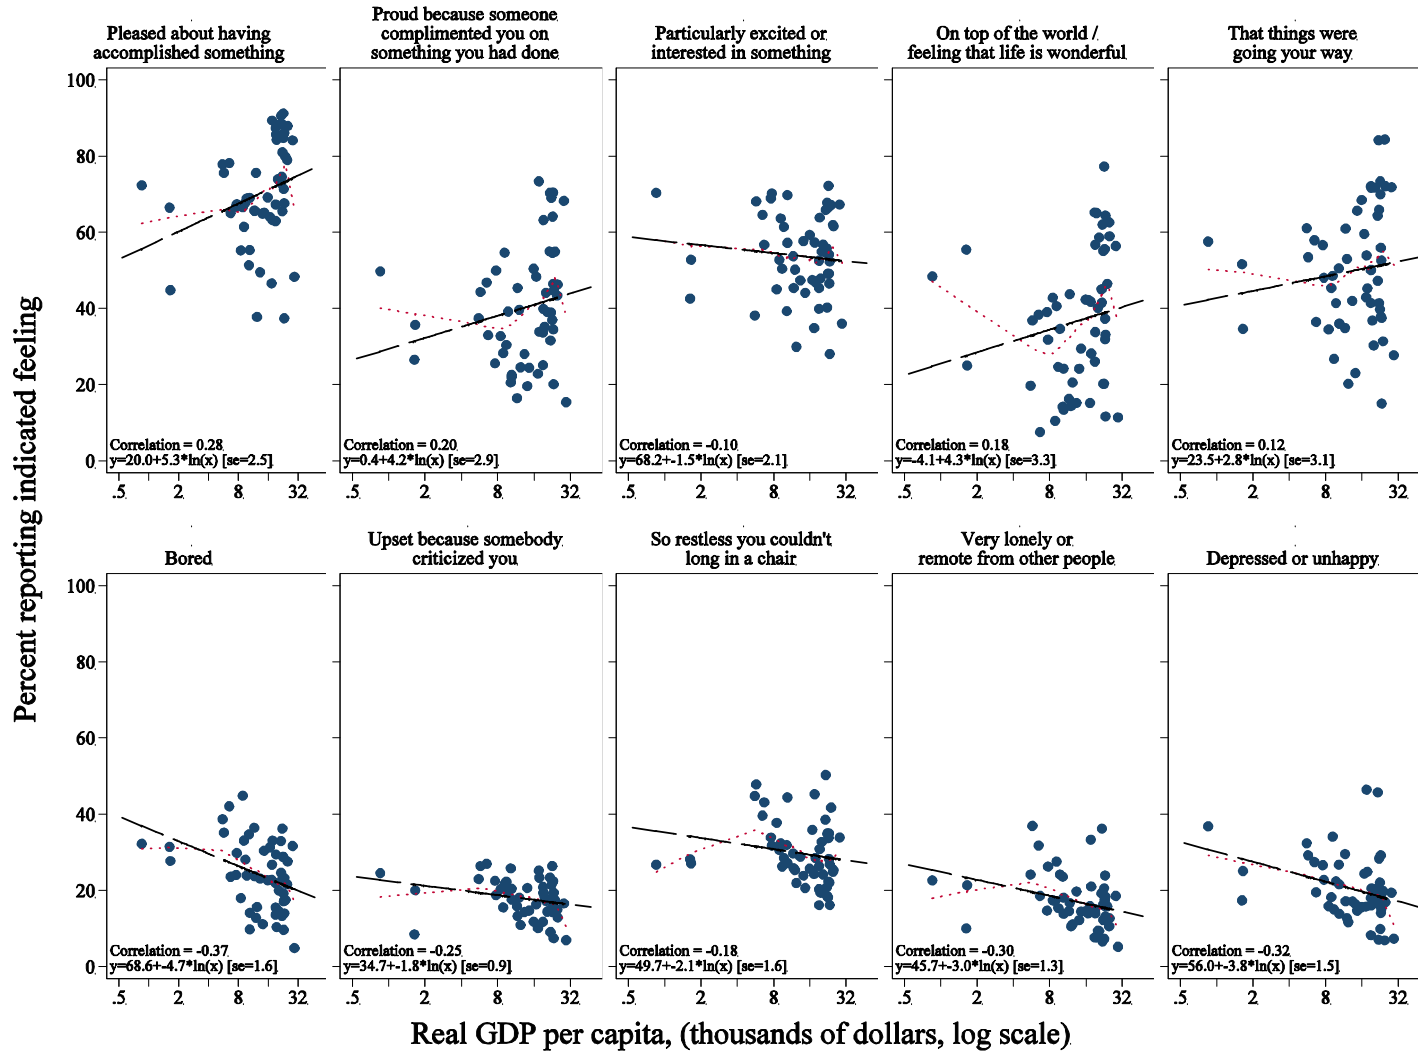 Pleased about having
accomplished something
Proud because someone
complimented you on
something you had done
Particularly excited or
interested in something
On top of the world /
feeling that life is wonderful
That things were
going your way
Percent reporting indicated feeling
100
80
60
40
20
0
Correlation = 0.28
y=20.0+5.3*ln(x) [se=2.5]
Correlation = 0.20
y=0.4+4.2*ln(x) [se=2.9]
Correlation = -0.10
y=68.2+-1.5*ln(x) [se=2.1]
Correlation = 0.18
y=-4.1+4.3*ln(x) [se=3.3]
Correlation = 0.12
y=23.5+2.8*ln(x) [se=3.1]
.5 2 8 32
.5 2 8 32
.5 2 8 32
.5 2 8 32
.5 2 8 32
Bored
Upset because somebody
criticized you
So restless you couldn't
long in a chair
Very lonely or
remote from other people
Depressed or unhappy
100
80
60
40
20
0
Correlation = -0.37
y=68.6+-4.7*ln(x) [se=1.6]
Correlation = -0.25
y=34.7+-1.8*ln(x) [se=0.9]
Correlation = -0.18
y=49.7+-2.1*ln(x) [se=1.6]
Correlation = -0.30
y=45.7+-3.0*ln(x) [se=1.3]
Correlation = -0.32
y=56.0+-3.8*ln(x) [se=1.5]
.5 2 8 32
.5 2 8 32
.5 2 8 32
.5 2 8 32
.5 2 8 32
Real GDP per capita, (thousands of dollars, log scale)